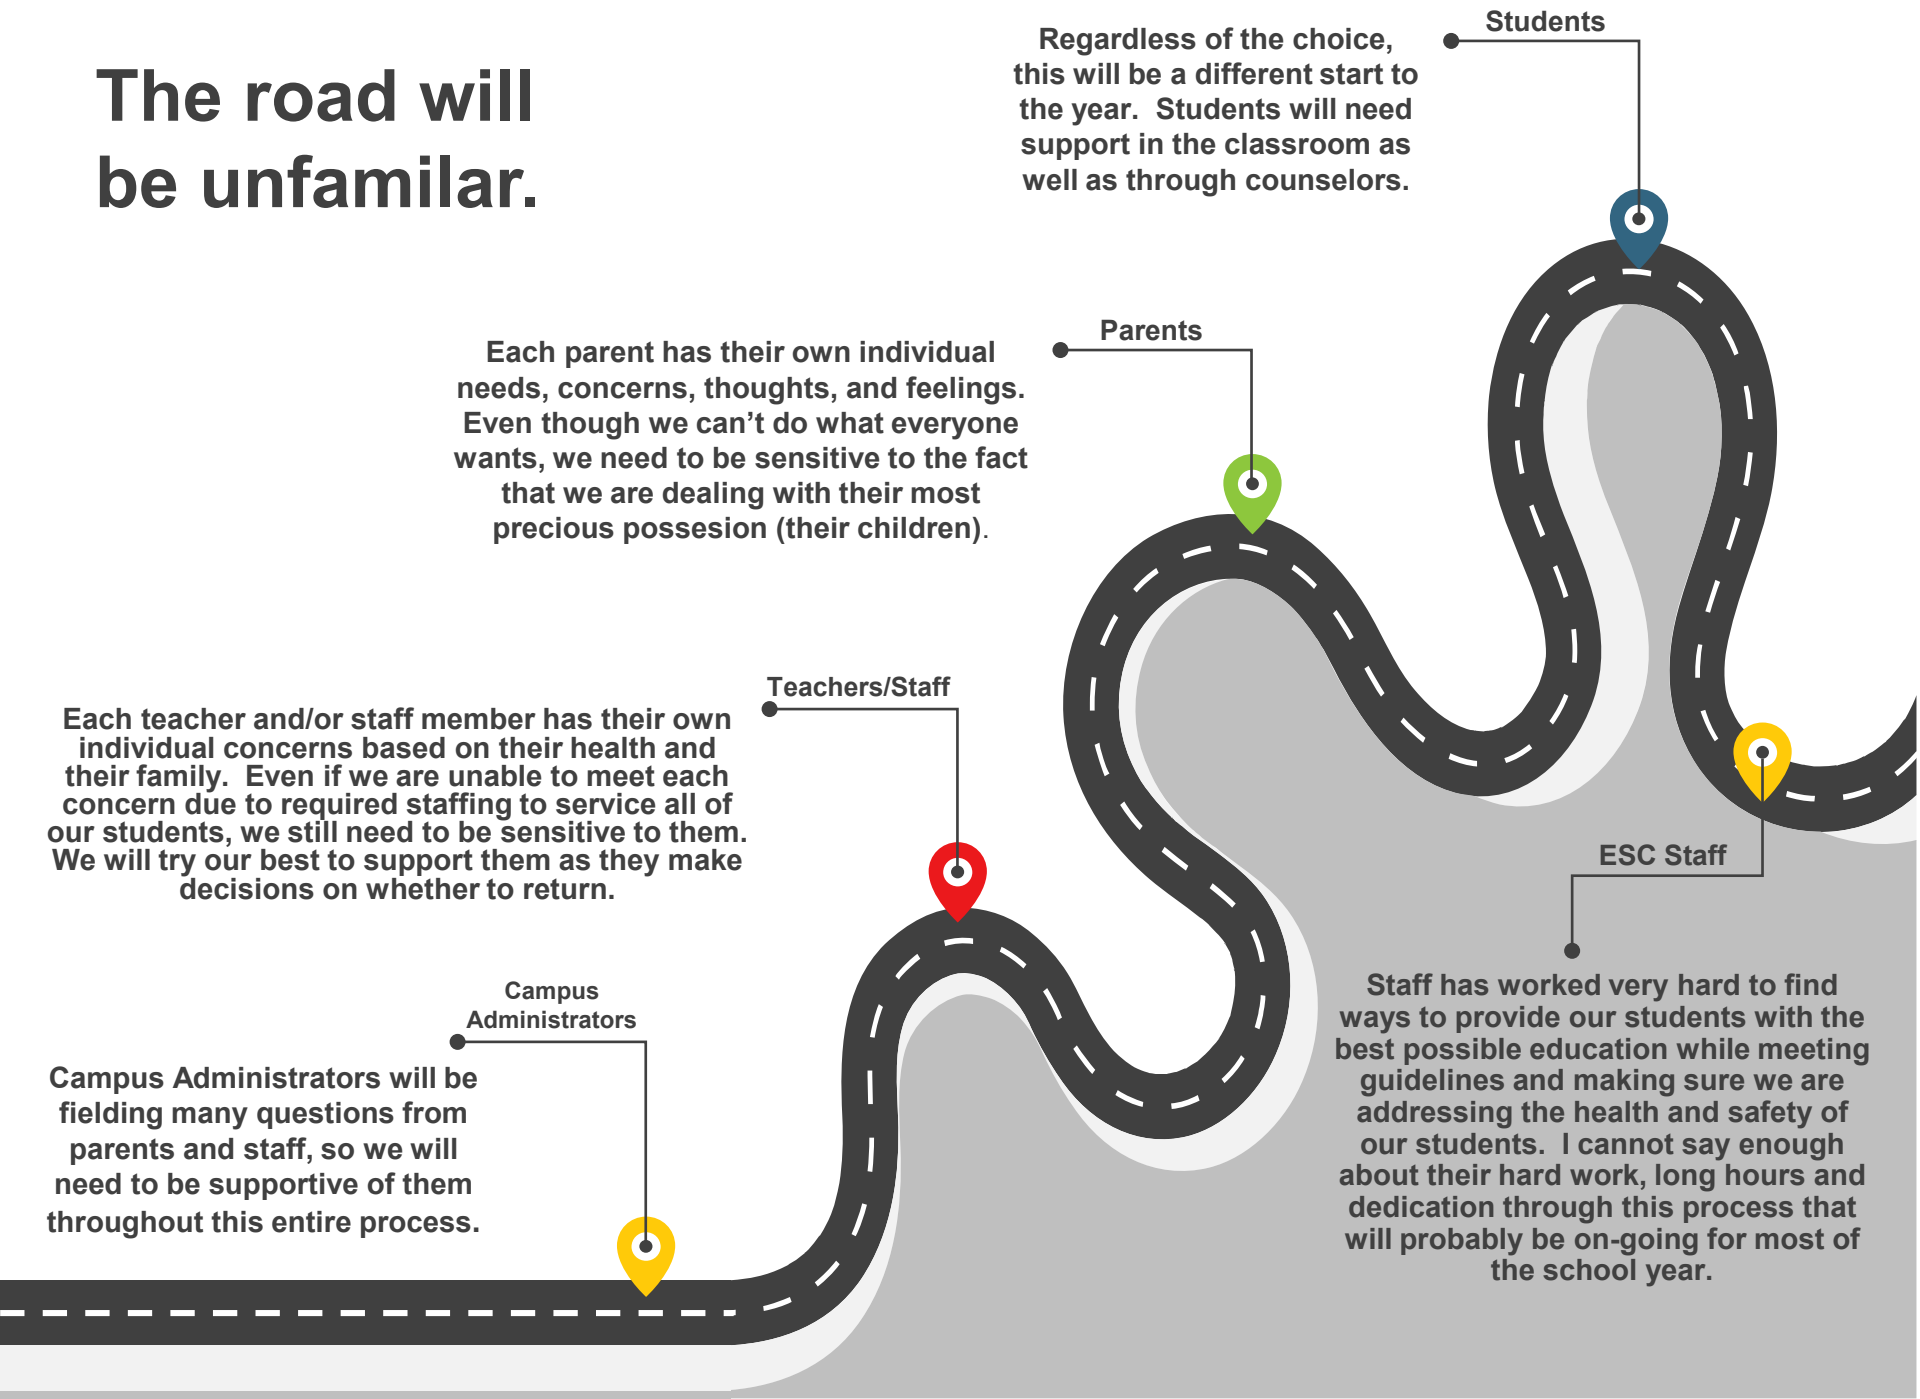 The road will
be unfamilar.
Students
Regardless of the choice,
this will be a different start to
the year.  Students will need
support in the classroom as
well as through counselors.
Parents
Each parent has their own individual
needs, concerns, thoughts, and feelings.
Even though we can’t do what everyone
wants, we need to be sensitive to the fact
that we are dealing with their most
precious possesion (their children).
Teachers/Staff
Each teacher and/or staff member has their own
individual concerns based on their health and
their family.  Even if we are unable to meet each
concern due to required staffing to service all of
our students, we still need to be sensitive to them.
We will try our best to support them as they make
decisions on whether to return.
Campus
Administrators
Campus Administrators will be
fielding many questions from
parents and staff, so we will
need to be supportive of them
throughout this entire process.
ESC Staff
Staff has worked very hard to find
ways to provide our students with the
best possible education while meeting
guidelines and making sure we are
addressing the health and safety of
our students.  I cannot say enough
about their hard work, long hours and
dedication through this process that
will probably be on-going for most of
the school year.